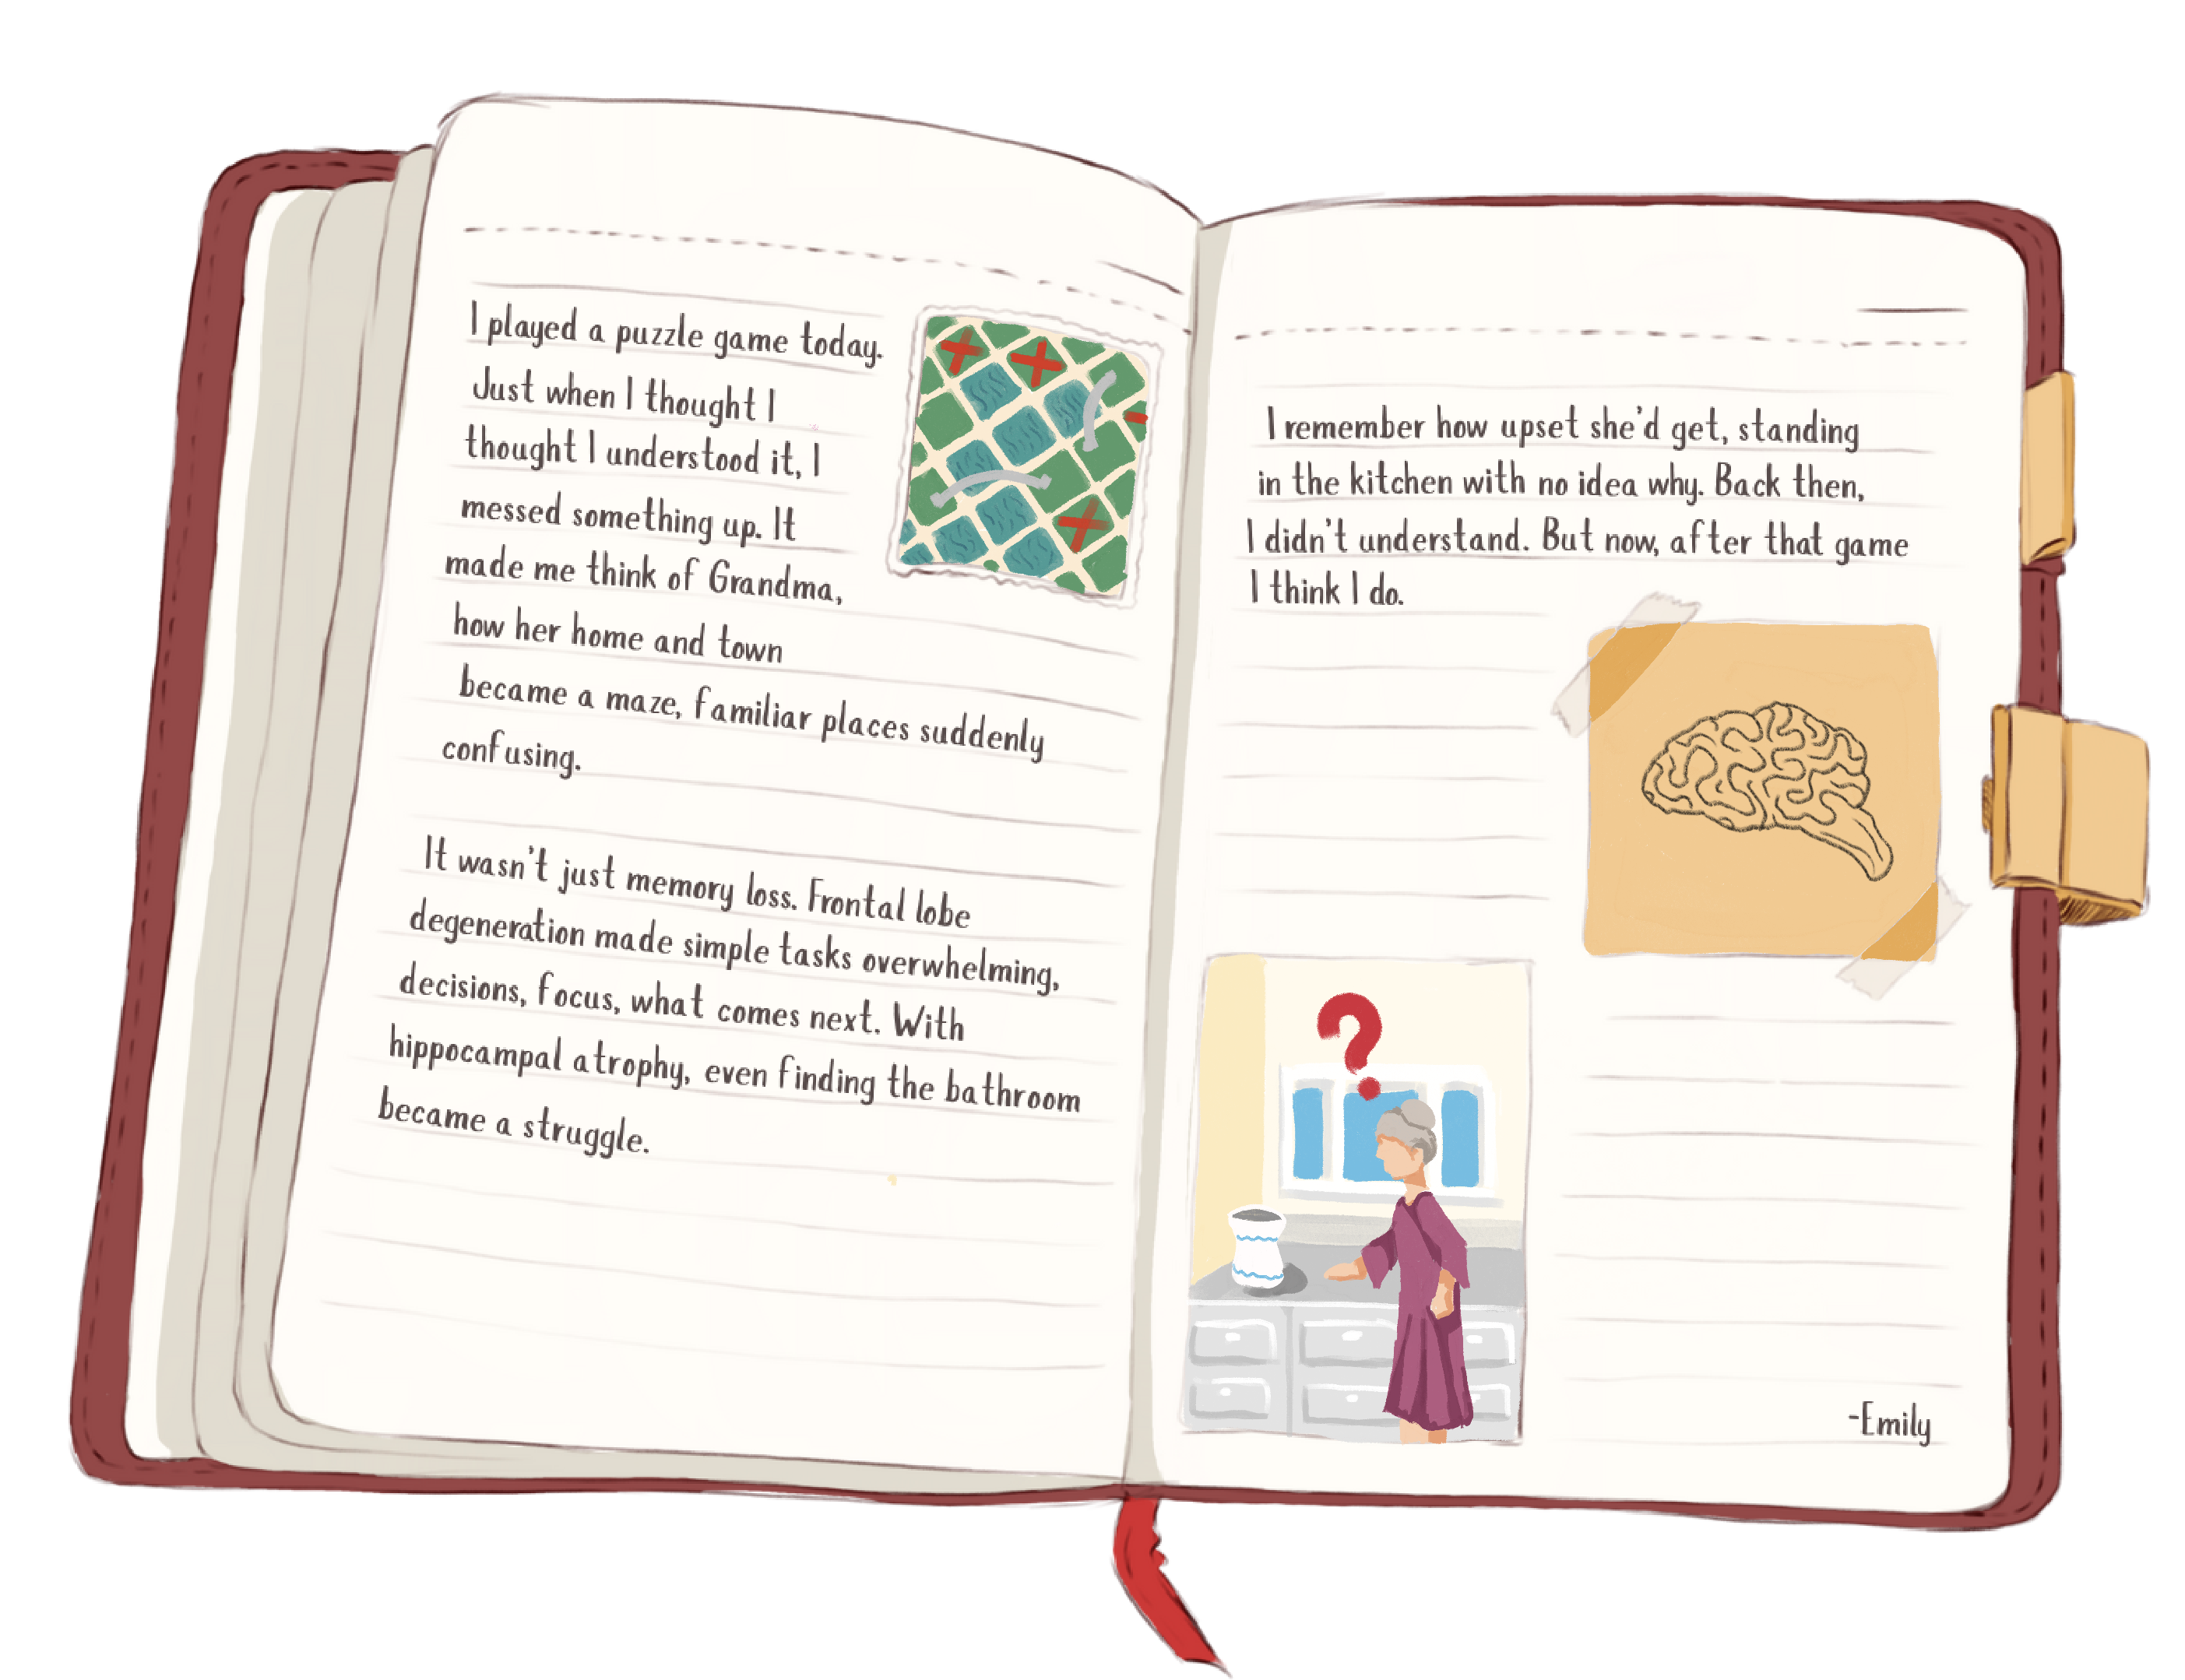 I played a puzzle game today.
Just when I thought I
thought I understood it, I
messed something up. It
made me think of Grandma,
how her home and town
became a maze, familiar places suddenly
confusing.
It wasn't just memory loss. Frontal lobe
degeneration made simple tasks overwhelming,
decisions, focus, what comes next. With
hippocampal atrophy, even finding the bathroom
became a struggle.
I remember how upset she'd get, standing
in the kitchen with no idea why. Back then,
I didn't understand. But now, after that game
I think I do.
?
-Emily